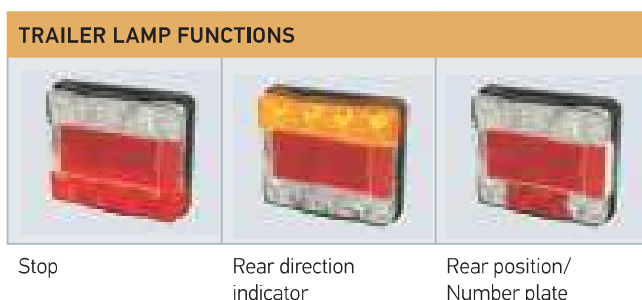 TRAILER LAMP FUNCTIONS
Stop
Rear direction
indicator
Rear position/
Number plate